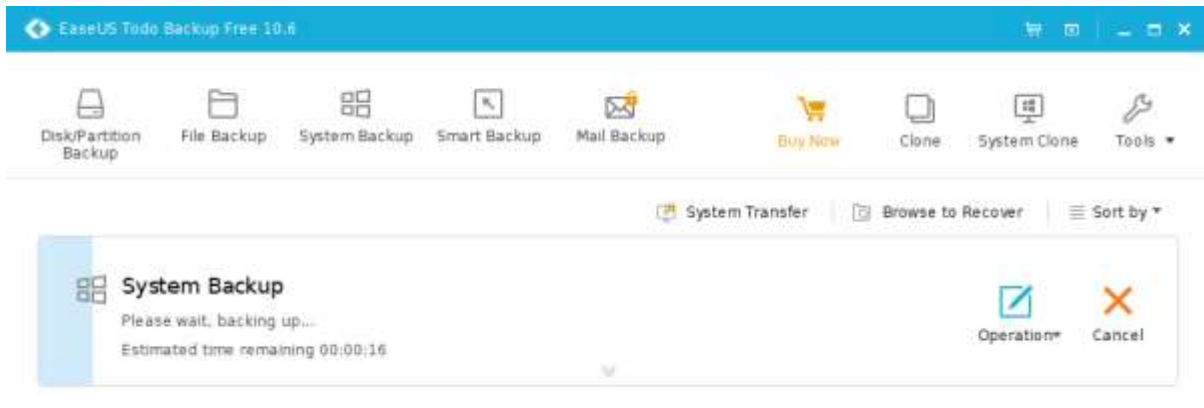 EaseUS Todo Backup Free 10.6
Disk/Partition
Backup
File Backup
System Backup
Smart Backup
Mail Backup
Buy Now
Clone
System Clone
Tools
System Transfer
Browse to Recover
Sort by
System Backup
Please wait, backing up...
Estimated time remaining 00:00:16
Operation
Cancel